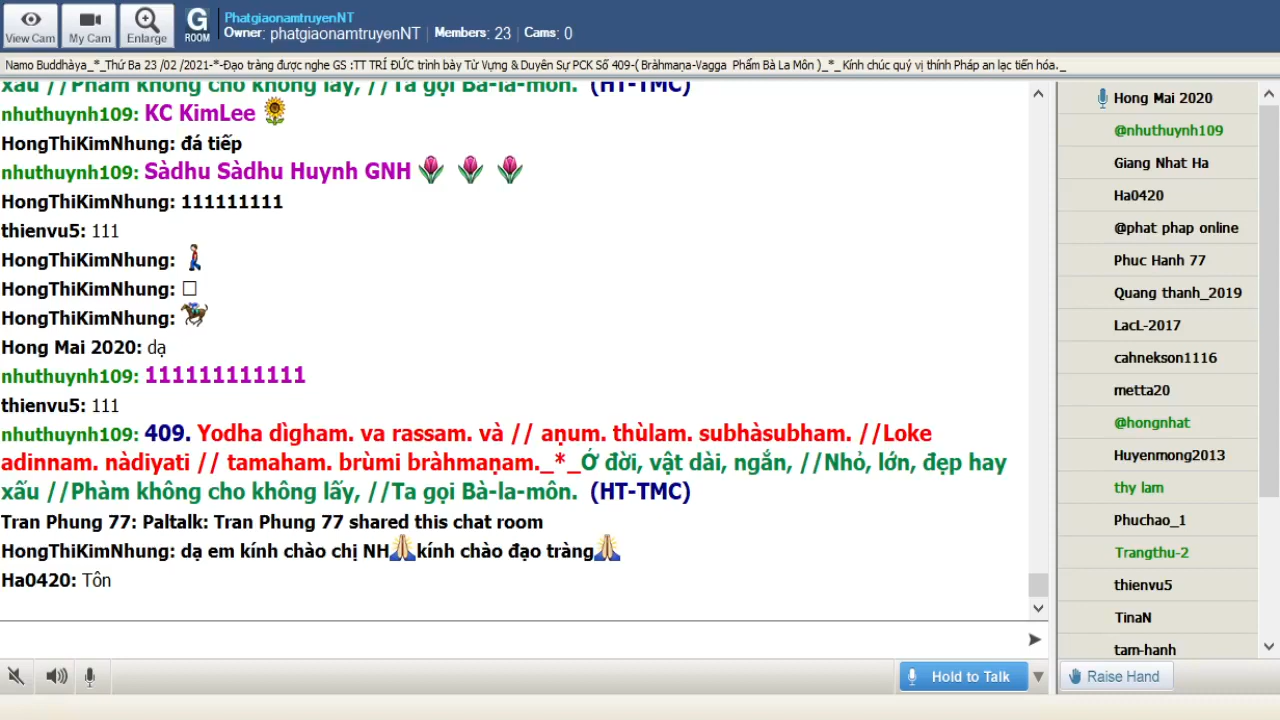 PhatgiaonamtruyenNT
Owner: phatgiaonamtruyenNT | Members: 23 | Cams: 0
View Cam
My Cam
Enlarge
G ROOM
Namo Buddhàya_*_Thứ Ba 23 /02 /2021-*-Đạo tràng được nghe GS :TT TRÍ ĐỨC trình bày Từ Vựng & Duyên Sự PCK Số 409-( Bràhmaṇa-Vagga Phẩm Bà La Môn )_*_ Kính chúc quý vị thính Pháp an lạc tiến hóa._
xấu //Phàm không cho không lấy, //Ta gọi Bà-la-môn. (HT-TMC)
nhuthuynh109: KC KimLee
HongThiKimNhung: đá tiếp
nhuthuynh109: Sàdhu Sàdhu Huynh GNH
HongThiKimNhung: 111111111
thienvu5: 111
HongThiKimNhung:
HongThiKimNhung: □
HongThiKimNhung:
Hong Mai 2020: dạ
nhuthuynh109: 111111111111
thienvu5: 111
nhuthuynh109: 409. Yodha dìgham. va rassam. và // aṇum. thùlam. subhàsubham. //Loke
adinnam. nàdiyati // tamaham. brùmi bràhmaṇam._*_Ớ đời, vật dài, ngắn, //Nhỏ, lớn, đẹp hay
xấu //Phàm không cho không lấy, //Ta gọi Bà-la-môn. (HT-TMC)
Tran Phung 77: Paltalk: Tran Phung 77 shared this chat room
HongThiKimNhung: dạ em kính chào chị NH kính chào đạo tràng
Ha0420: Tôn
Hold to Talk
Hong Mai 2020
@nhuthuynh109
Giang Nhat Ha
Ha0420
@phat phap online
Phuc Hanh 77
Quang thanh_2019
LacL-2017
cahnekson1116
metta20
@hongnhat
Huyenmong2013
thy lam
Phuchao_1
Trangthu-2
thienvu5
TinaN
tam-hanh
Raise Hand